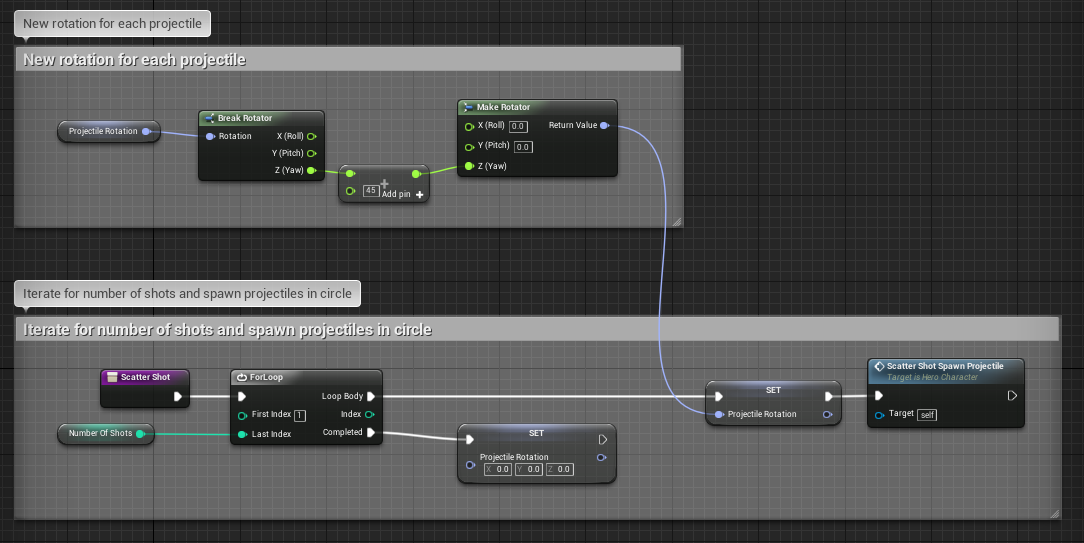 New rotation for each projectile
New rotation for each projectile
Projectile Rotation
Break Rotator
Rotation
X (Roll)
Y (Pitch)
Z (Yaw)
45
Add pin
Make Rotator
X (Roll) 0.0
Return Value
Y (Pitch) 0.0
Z (Yaw)
Iterate for number of shots and spawn projectiles in circle
Iterate for number of shots and spawn projectiles in circle
Scatter Shot
Number Of Shots
ForLoop
Loop Body
First Index 1
Index
Last Index
Completed
SET
Projectile Rotation
X 0.0 Y 0.0 Z 0.0
SET
Projectile Rotation
Scatter Shot Spawn Projectile
Target is Hero Character
Target self